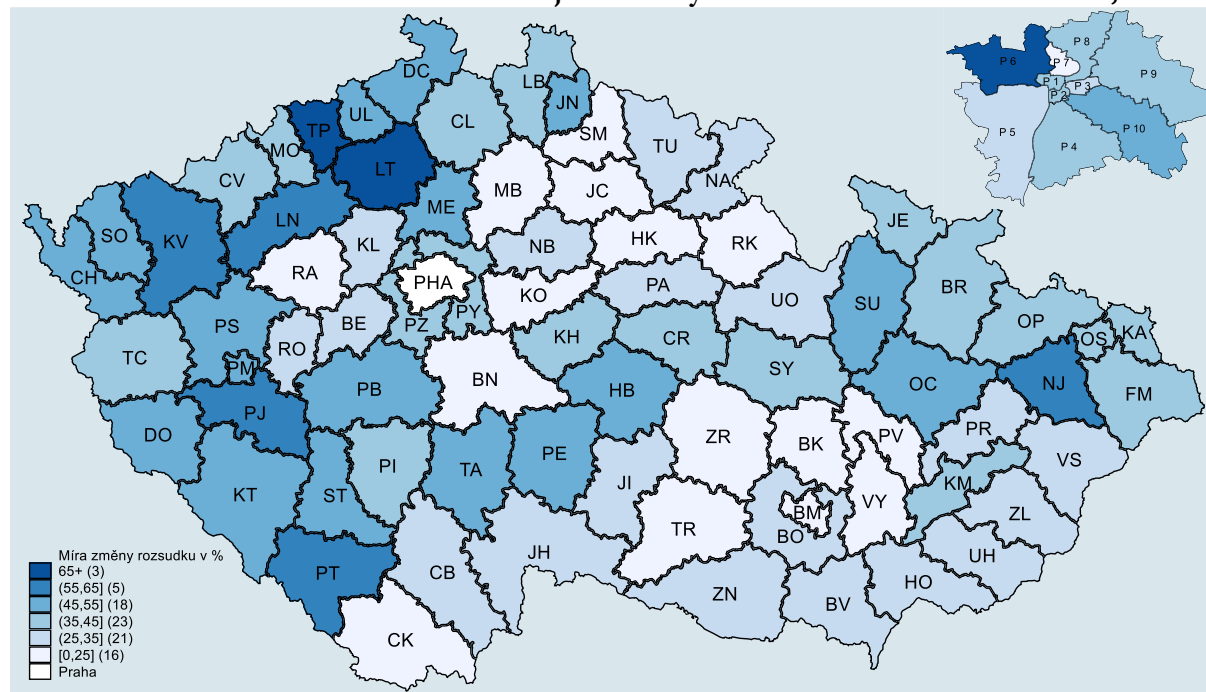 DC
LB
JN
UL
TP
CL
SM
MO
TU
LT
CV
NA
MB
JC
ME
LN
SO
KV
KL
NB
HK
RK
CH
RA
PHA
KO
PA
UO
SU
BR
JE
PS
BE
PY
PZ
RO
KH
CR
OP
OS
KA
TC
PM
BN
SY
NJ
FM
PB
HB
OC
PJ
DO
ZR
BK
PV
PR
VS
PI
TA
PE
KT
ST
JI
KM
VY
BM
ZL
TR
BO
JH
UH
PT
CB
ZN
BV
HO
CK
P 8
P 6
P 7
P 9
P 1
P 3
P 2
P 5
P 10
P 4
Míra změny rozsudku v %
65+ (3)
(55,65] (5)
(45,55] (18)
(35,45] (23)
(25,35] (21)
[0,25] (16)
Praha